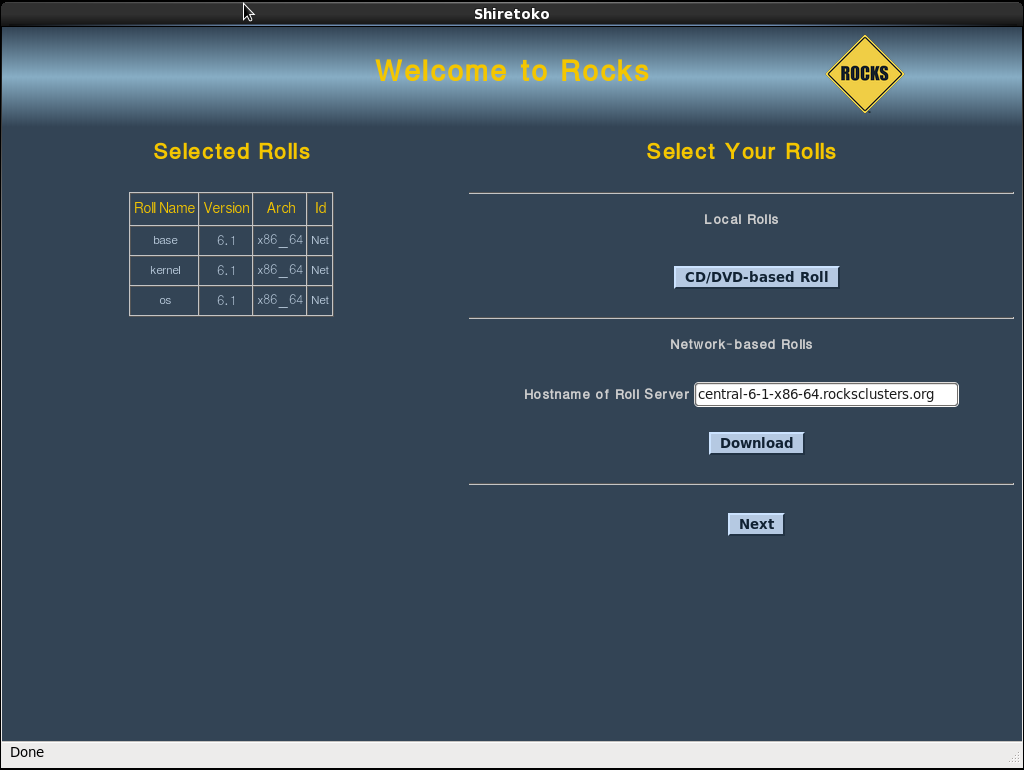 Shiretoko
Welcome to Rocks
ROCKS
Selected Rolls
Roll Name Version Arch Id
base 6.1 x86_64 Net
kernel 6.1 x86_64 Net
os 6.1 x86_64 Net
Select Your Rolls
Local Rolls
CD/DVD-based Roll
Network-based Rolls
Hostname of Roll Server central-6-1-x86-64.rocksclusters.org
Download
Next
Done